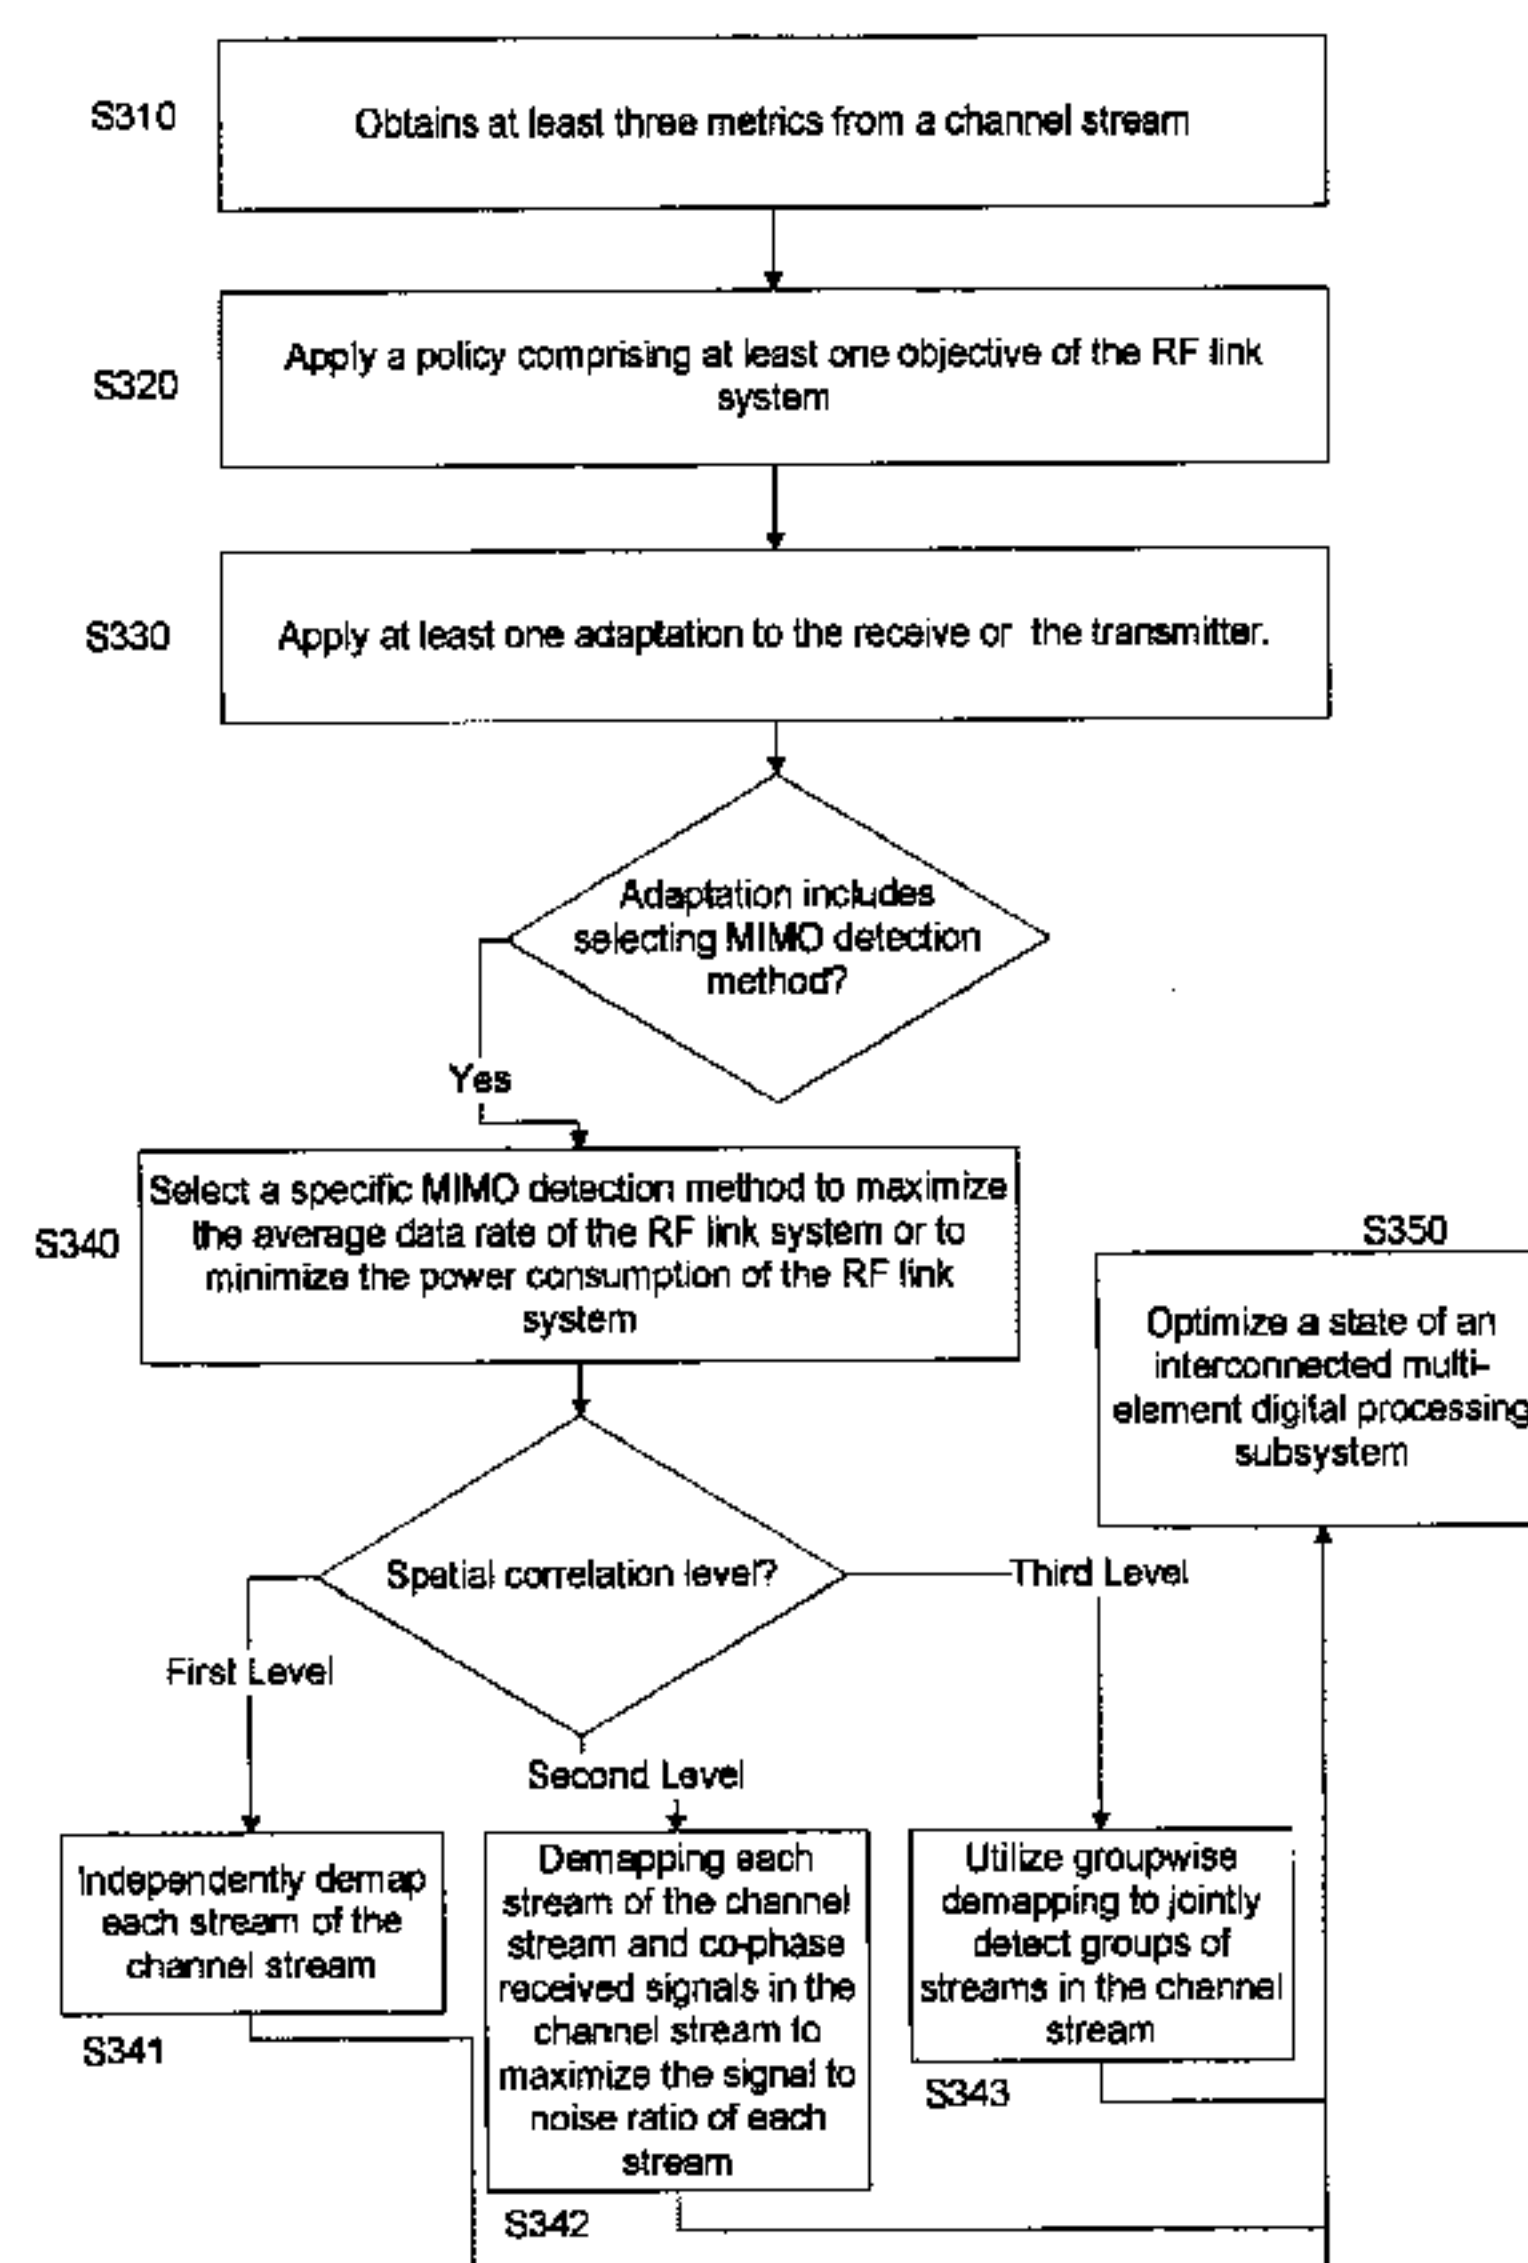 S310
Obtains at least three metrics from a channel stream
Apply a policy comprising at least one objective of the RF link
system
S320
S330
Apply at least one adaptation to the receive or the transmitter.
Adaptation includes
selecting MIMO detection
method?
Yes
Select a specific MIMO detection method to maximize
the average data rate of the RF link system or to
minimize the power consumption of the RF link
system
S340
S350
Optimize a state of an
interconnected multi-
element digital processing
subsystem
Spatial correlation level?
Third Level
First Level
Second Level
Independently demap
each stream of the
channel stream
S341
Demapping each
stream of the channel
stream and co-phase
received signals in the
channel stream to
maximize the signal to
noise ratio of each
stream
S342
Utilize groupwise
demapping to jointly
detect groups of
streams in the channel
stream
S343